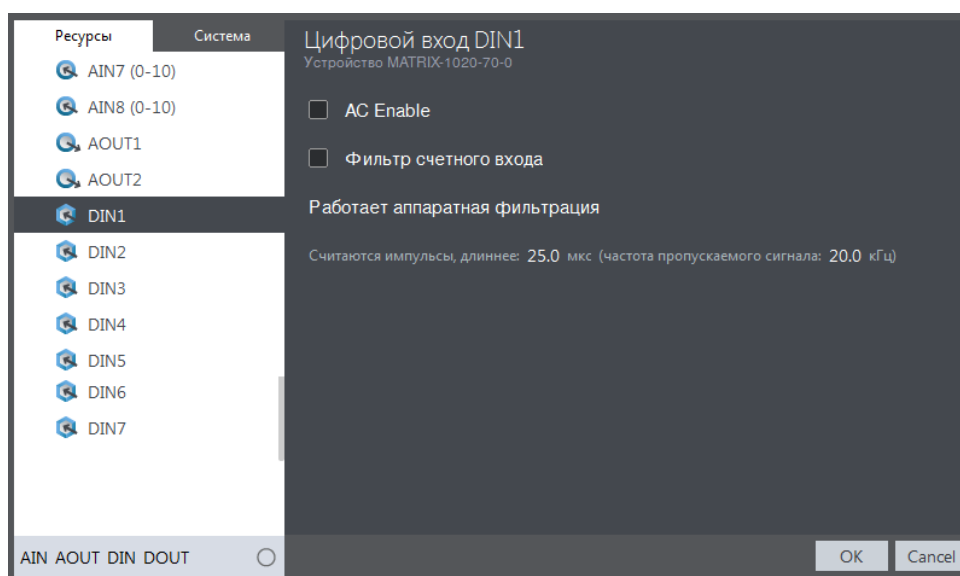 Ресурсы
Система
AIN7 (0-10)
AIN8 (0-10)
AOUT1
AOUT2
DIN1
DIN2
DIN3
DIN4
DIN5
DIN6
DIN7
AIN AOUT DIN DOUT
Цифровой вход DIN1
Устройство MATRIX-1020-70-0
AC Enable
Фильтр счетного входа
Работает аппаратная фильтрация
Считаются импульсы, длиннее: 25.0 мкс (частота пропускаемого сигнала: 20.0 кГц)
OK
Cancel